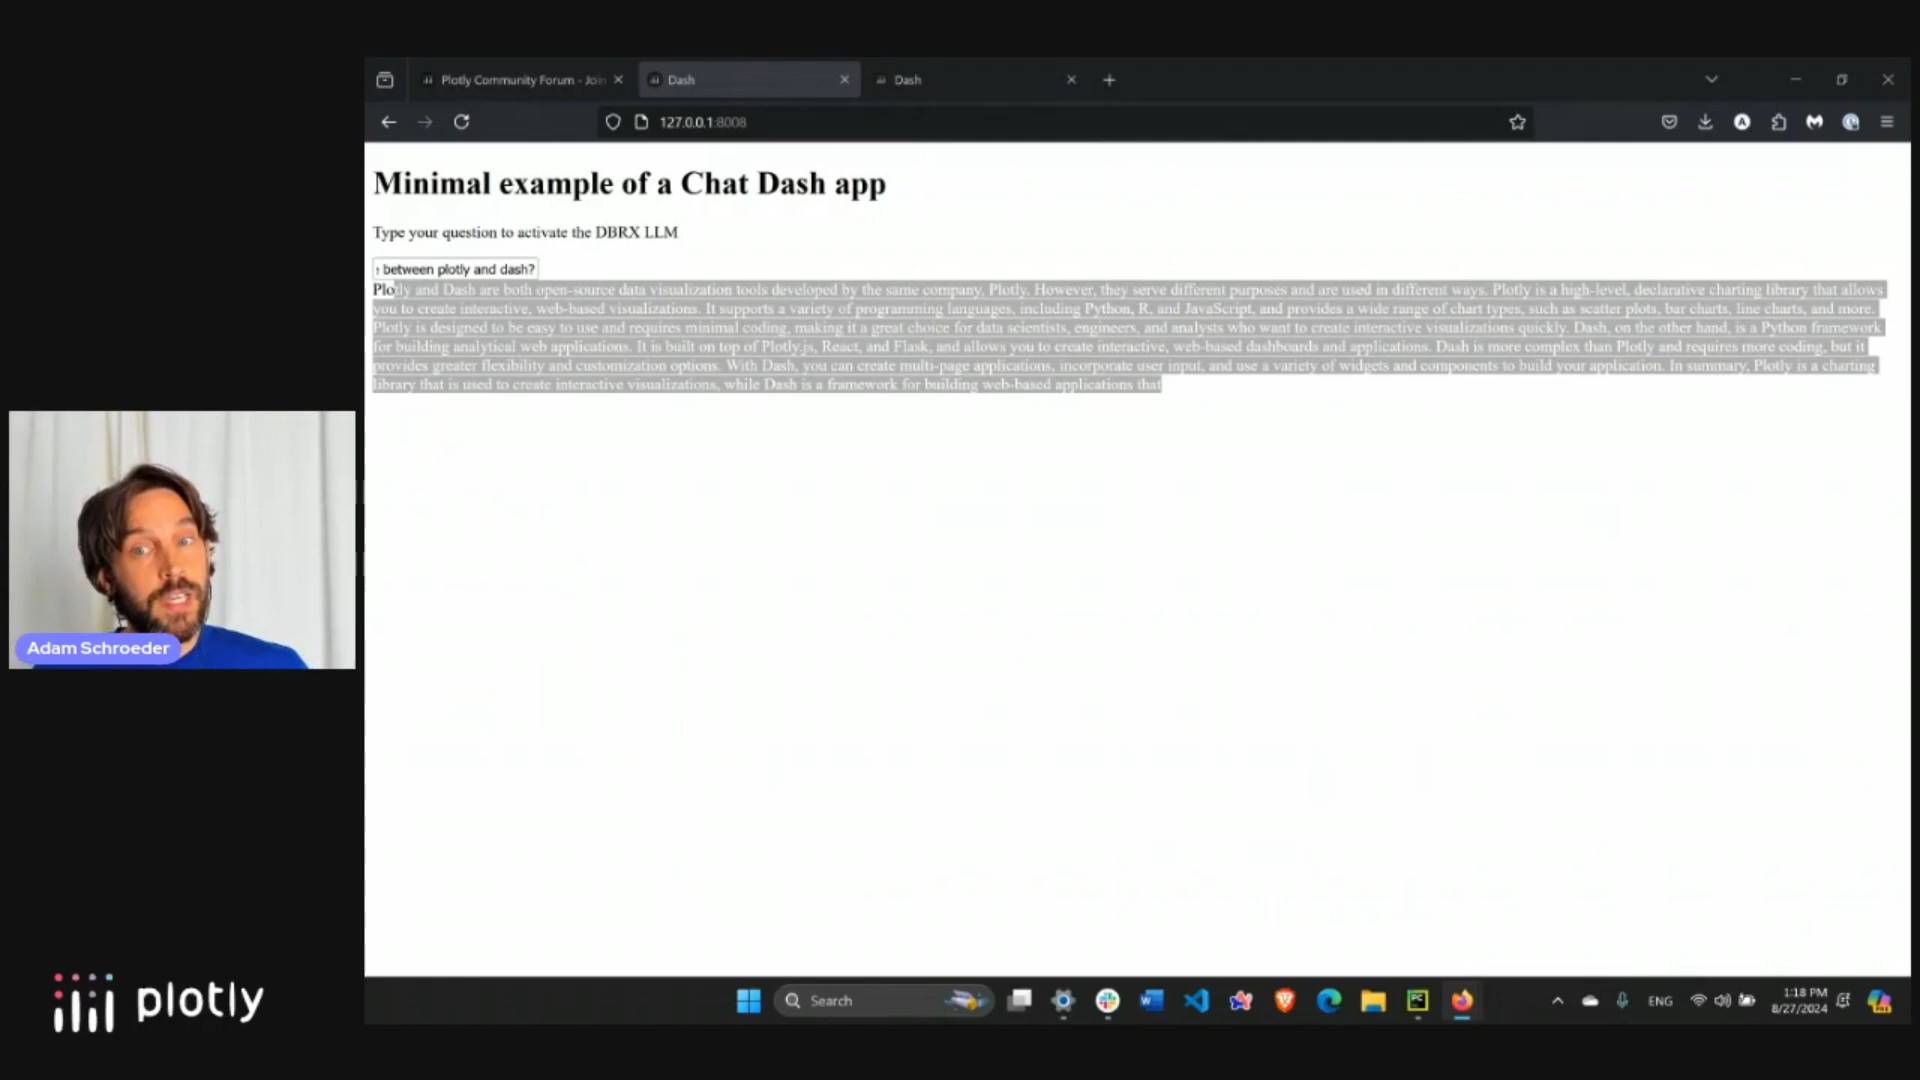 Plotly Community Forum - Join
Dash
Dash
127.0.0.1:8008
Minimal example of a Chat Dash app
Type your question to activate the DBRX LLM
between plotly and dash?
Plotly and Dash are both open-source data visualization tools developed by the same company, Plotly. However, they serve different purposes and are used in different ways. Plotly is a high-level, declarative charting library that allows
you to create interactive, web-based visualizations. It supports a variety of programming languages, including Python, R, and JavaScript, and provides a wide range of chart types, such as scatter plots, bar charts, line charts, and more.
Plotly is designed to be easy to use and requires minimal coding, making it a great choice for data scientists, engineers, and analysts who want to create interactive visualizations quickly. Dash, on the other hand, is a Python framework
for building analytical web applications. It is built on top of Plotly.js, React, and Flask, and allows you to create interactive, web-based dashboards and applications. Dash is more complex than Plotly and requires more coding, but it
provides greater flexibility and customization options. With Dash, you can create multi-page applications, incorporate user input, and use a variety of widgets and components to build your application. In summary, Plotly is a charting
library that is used to create interactive visualizations, while Dash is a framework for building web-based applications that
Adam Schroeder
plotly
Search
ENG
1:18 PM
8/27/2024